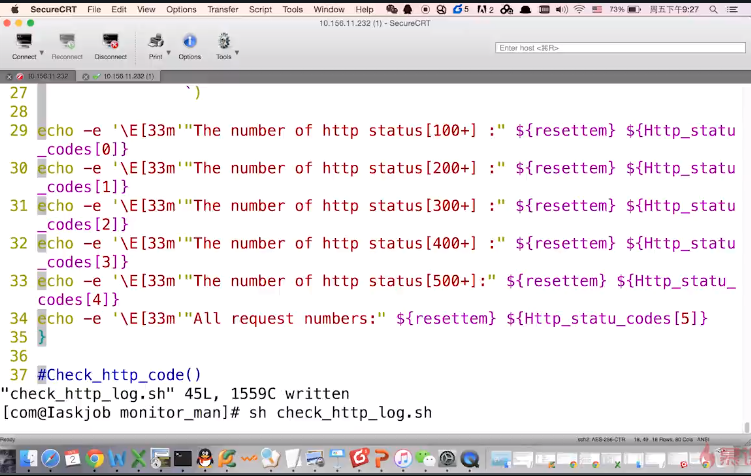 SecureCRT File Edit View Options Transfer Script Tools Window Help 5 2 73% 周五下午9:27
10.156.11.232 (1) - SecureCRT
Connect Reconnect Disconnect Print Options Tools Enter host <⌘R>
10.156.11.232 10.156.11.232 (1)
27 `)
28
29 echo -e '\E[33m'"The number of http status[100+] :" ${resettem} ${Http_statu
_codes[0]}
30 echo -e '\E[33m'"The number of http status[200+] :" ${resettem} ${Http_statu
_codes[1]}
31 echo -e '\E[33m'"The number of http status[300+] :" ${resettem} ${Http_statu
_codes[2]}
32 echo -e '\E[33m'"The number of http status[400+] :" ${resettem} ${Http_statu
_codes[3]}
33 echo -e '\E[33m'"The number of http status[500+]:" ${resettem} ${Http_statu_
codes[4]}
34 echo -e '\E[33m'"All request numbers:" ${resettem} ${Http_statu_codes[5]}
35 }
36
37 #Check_http_code()
"check_http_log.sh" 45L, 1559C written
[com@Iaskjob monitor_man]# sh check_http_log.sh
Ready ssh2: AES-256-CTR 18, 49 18 Rows, 80 Cols ANSI